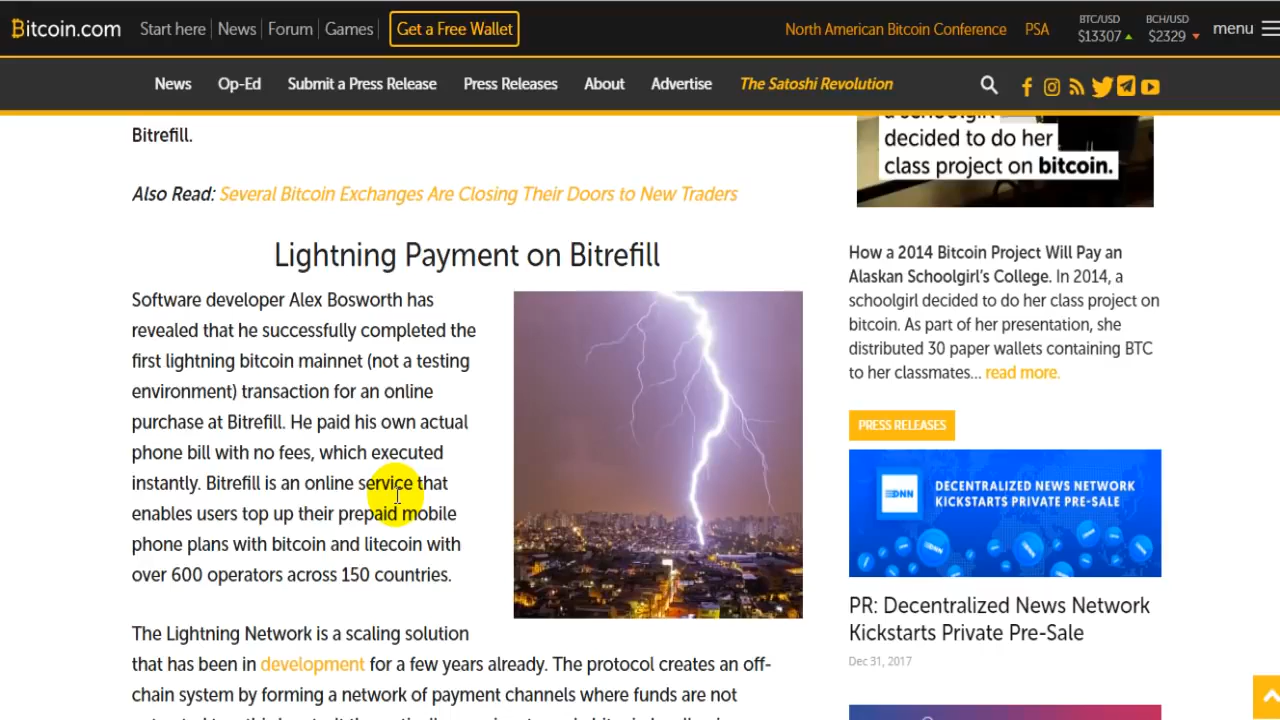 Bitcoin.com
Start here
News
Forum
Games
Get a Free Wallet
North American Bitcoin Conference
PSA
BTC/USD
$13307
BCH/USD
$2329
menu
News
Op-Ed
Submit a Press Release
Press Releases
About
Advertise
The Satoshi Revolution
Bitrefill.
Also Read: Several Bitcoin Exchanges Are Closing Their Doors to New Traders
Lightning Payment on Bitrefill
Software developer Alex Bosworth has
revealed that he successfully completed the
first lightning bitcoin mainnet (not a testing
environment) transaction for an online
purchase at Bitrefill. He paid his own actual
phone bill with no fees, which executed
instantly. Bitrefill is an online service that
enables users top up their prepaid mobile
phone plans with bitcoin and litecoin with
over 600 operators across 150 countries.
The Lightning Network is a scaling solution
that has been in development for a few years already. The protocol creates an off-
chain system by forming a network of payment channels where funds are not
a schoolgirl
decided to do her
class project on bitcoin.
How a 2014 Bitcoin Project Will Pay an
Alaskan Schoolgirl's College. In 2014, a
schoolgirl decided to do her class project on
bitcoin. As part of her presentation, she
distributed 30 paper wallets containing BTC
to her classmates... read more.
PRESS RELEASES
DNN
DECENTRALIZED NEWS NETWORK
KICKSTARTS PRIVATE PRE-SALE
PR: Decentralized News Network
Kickstarts Private Pre-Sale
Dec 31, 2017